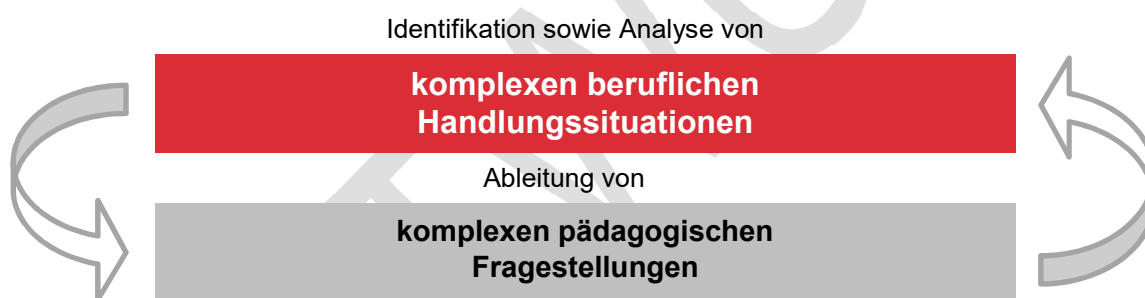 Identifikation sowie Analyse von
komplexen beruflichen
Handlungssituationen
Ableitung von
komplexen pädagogischen
Fragestellungen